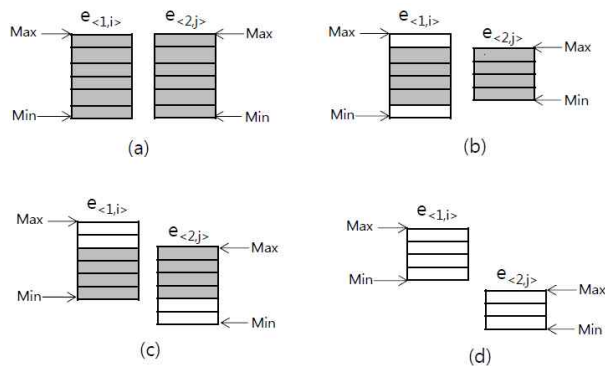 e<1,i> e<2,j>
Max Max
Min Min
(a)
e<1,i>
Max e<2,j> Max
Min Min
(b)
e<1,i>
Max e<2,j>
Max
Min
Min
(c)
e<1,i>
Max
Min e<2,j>
Max
Min
(d)